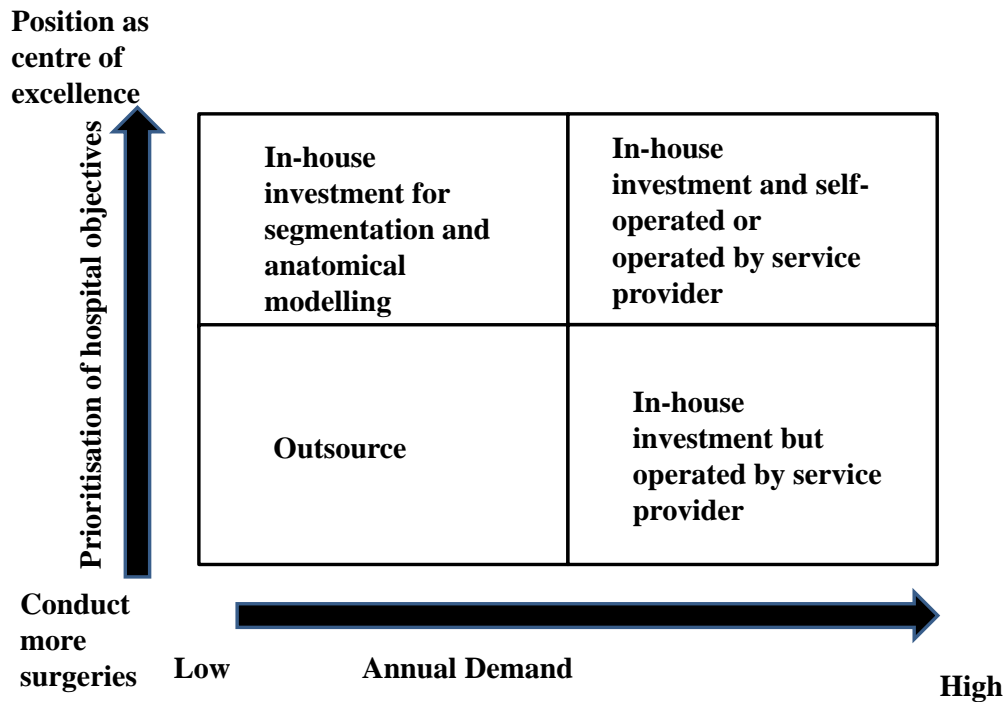 Position as
centre of
excellence
Prioritisation of hospital objectives
In-house
investment for
segmentation and
anatomical
modelling
In-house
investment and self-
operated or
operated by service
provider
Outsource
In-house
investment but
operated by service
provider
Conduct
more
surgeries
Low
Annual Demand
High